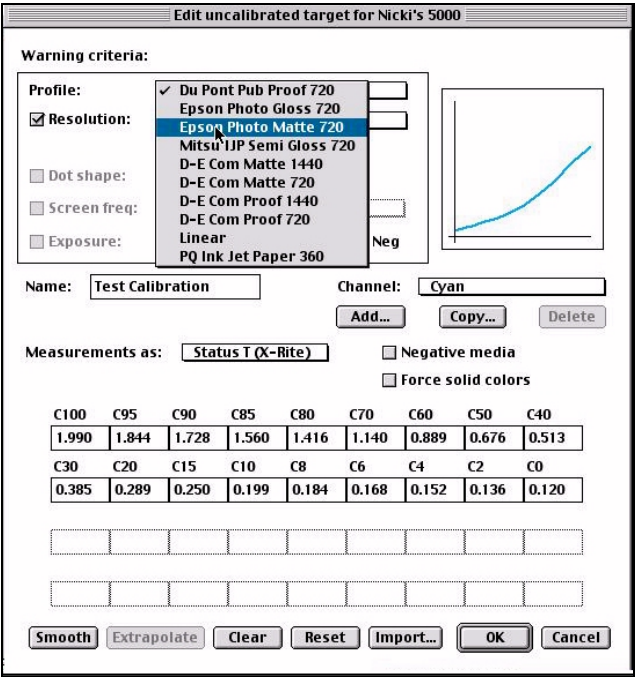 Edit uncalibrated target for Nicki's 5000
Warning criteria:
Profile:
✓ Du Pont Pub Proof 720
Epson Photo Gloss 720
Resolution:
Epson Photo Matte 720
Mitsu IJP Semi Gloss 720
D-E Com Matte 1440
Dot shape:
D-E Com Matte 720
D-E Com Proof 1440
Screen freq:
D-E Com Proof 720
Linear
Exposure:
Neg
PQ Ink Jet Paper 360
Name: Test Calibration Channel: Cyan
Add... Copy... Delete
Measurements as: Status T (X-Rite) Negative media
Force solid colors
C100 C95 C90 C85 C80 C70 C60 C50 C40
1.990 1.844 1.728 1.560 1.416 1.140 0.889 0.676 0.513
C30 C20 C15 C10 C8 C6 C4 C2 C0
0.385 0.289 0.250 0.199 0.184 0.168 0.152 0.136 0.120
Smooth Extrapolate Clear Reset Import... OK Cancel